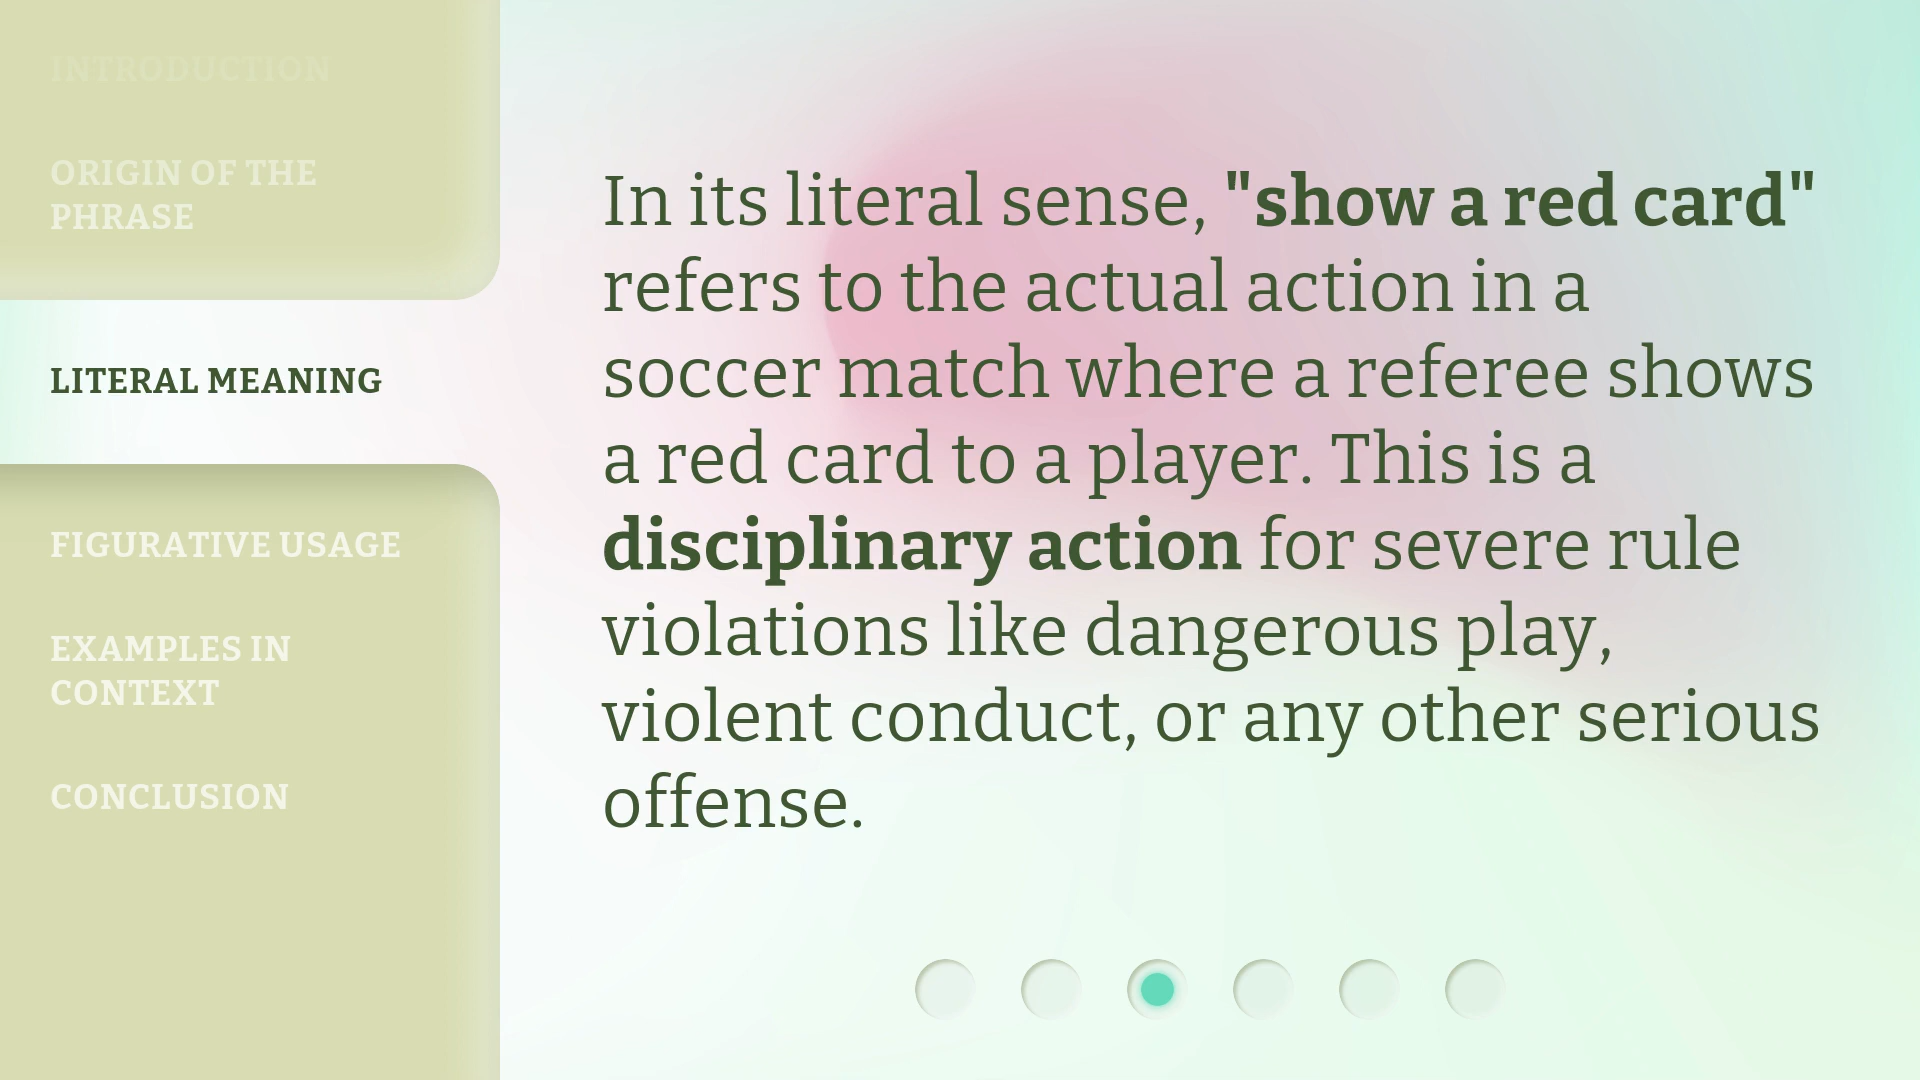 INTRODUCTION
ORIGIN OF THE
PHRASE
LITERAL MEANING
FIGURATIVE USAGE
EXAMPLES IN
CONTEXT
CONCLUSION
In its literal sense, "show a red card"
refers to the actual action in a
soccer match where a referee shows
a red card to a player. This is a
disciplinary action for severe rule
violations like dangerous play,
violent conduct, or any other serious
offense.